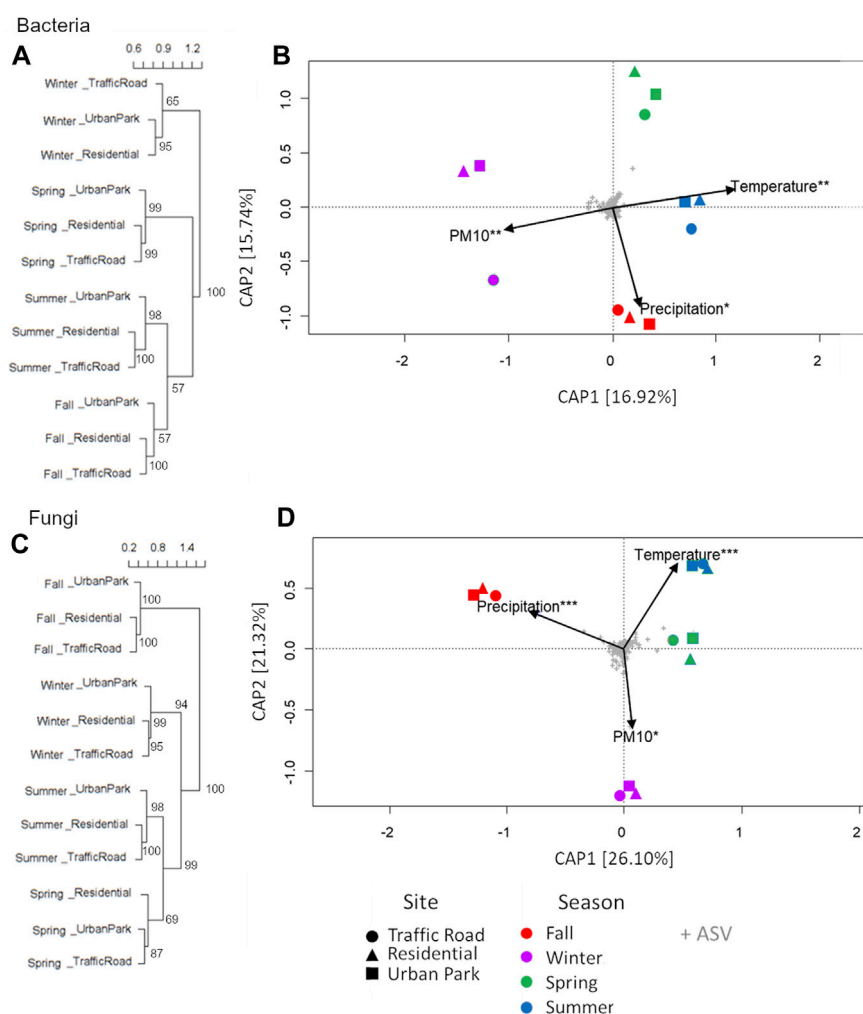 Bacteria
A
0.6 0.9 1.2
Winter _TrafficRoad
65
Winter _UrbanPark
95
Winter _Residential
Spring _UrbanPark
99
Spring _Residential
99
Spring _TrafficRoad
100
Summer _UrbanPark
98
Summer _Residential
100
Summer _TrafficRoad
57
Fall _UrbanPark
57
Fall _Residential
100
Fall _TrafficRoad
B
CAP2 [15.74%]
1.0
0.5
0.0
-0.5
-1.0
Temperature**
PM10**
Precipitation*
-2 -1 0 1 2
CAP1 [16.92%]
Fungi
C
0.2 0.8 1.4
Fall _UrbanPark
100
Fall _Residential
100
Fall _TrafficRoad
Winter _UrbanPark
94
Winter _Residential
99
95
Winter _TrafficRoad
100
Summer _UrbanPark
98
Summer _Residential
100
Summer _TrafficRoad
99
Spring _Residential
69
Spring _UrbanPark
87
Spring _TrafficRoad
D
CAP2 [21.32%]
0.5
0.0
-0.5
-1.0
Temperature***
Precipitation***
PM10*
-2 -1 0 1 2
CAP1 [26.10%]
Site
Traffic Road
Residential
Urban Park
Season
Fall
Winter
Spring
Summer
+ ASV